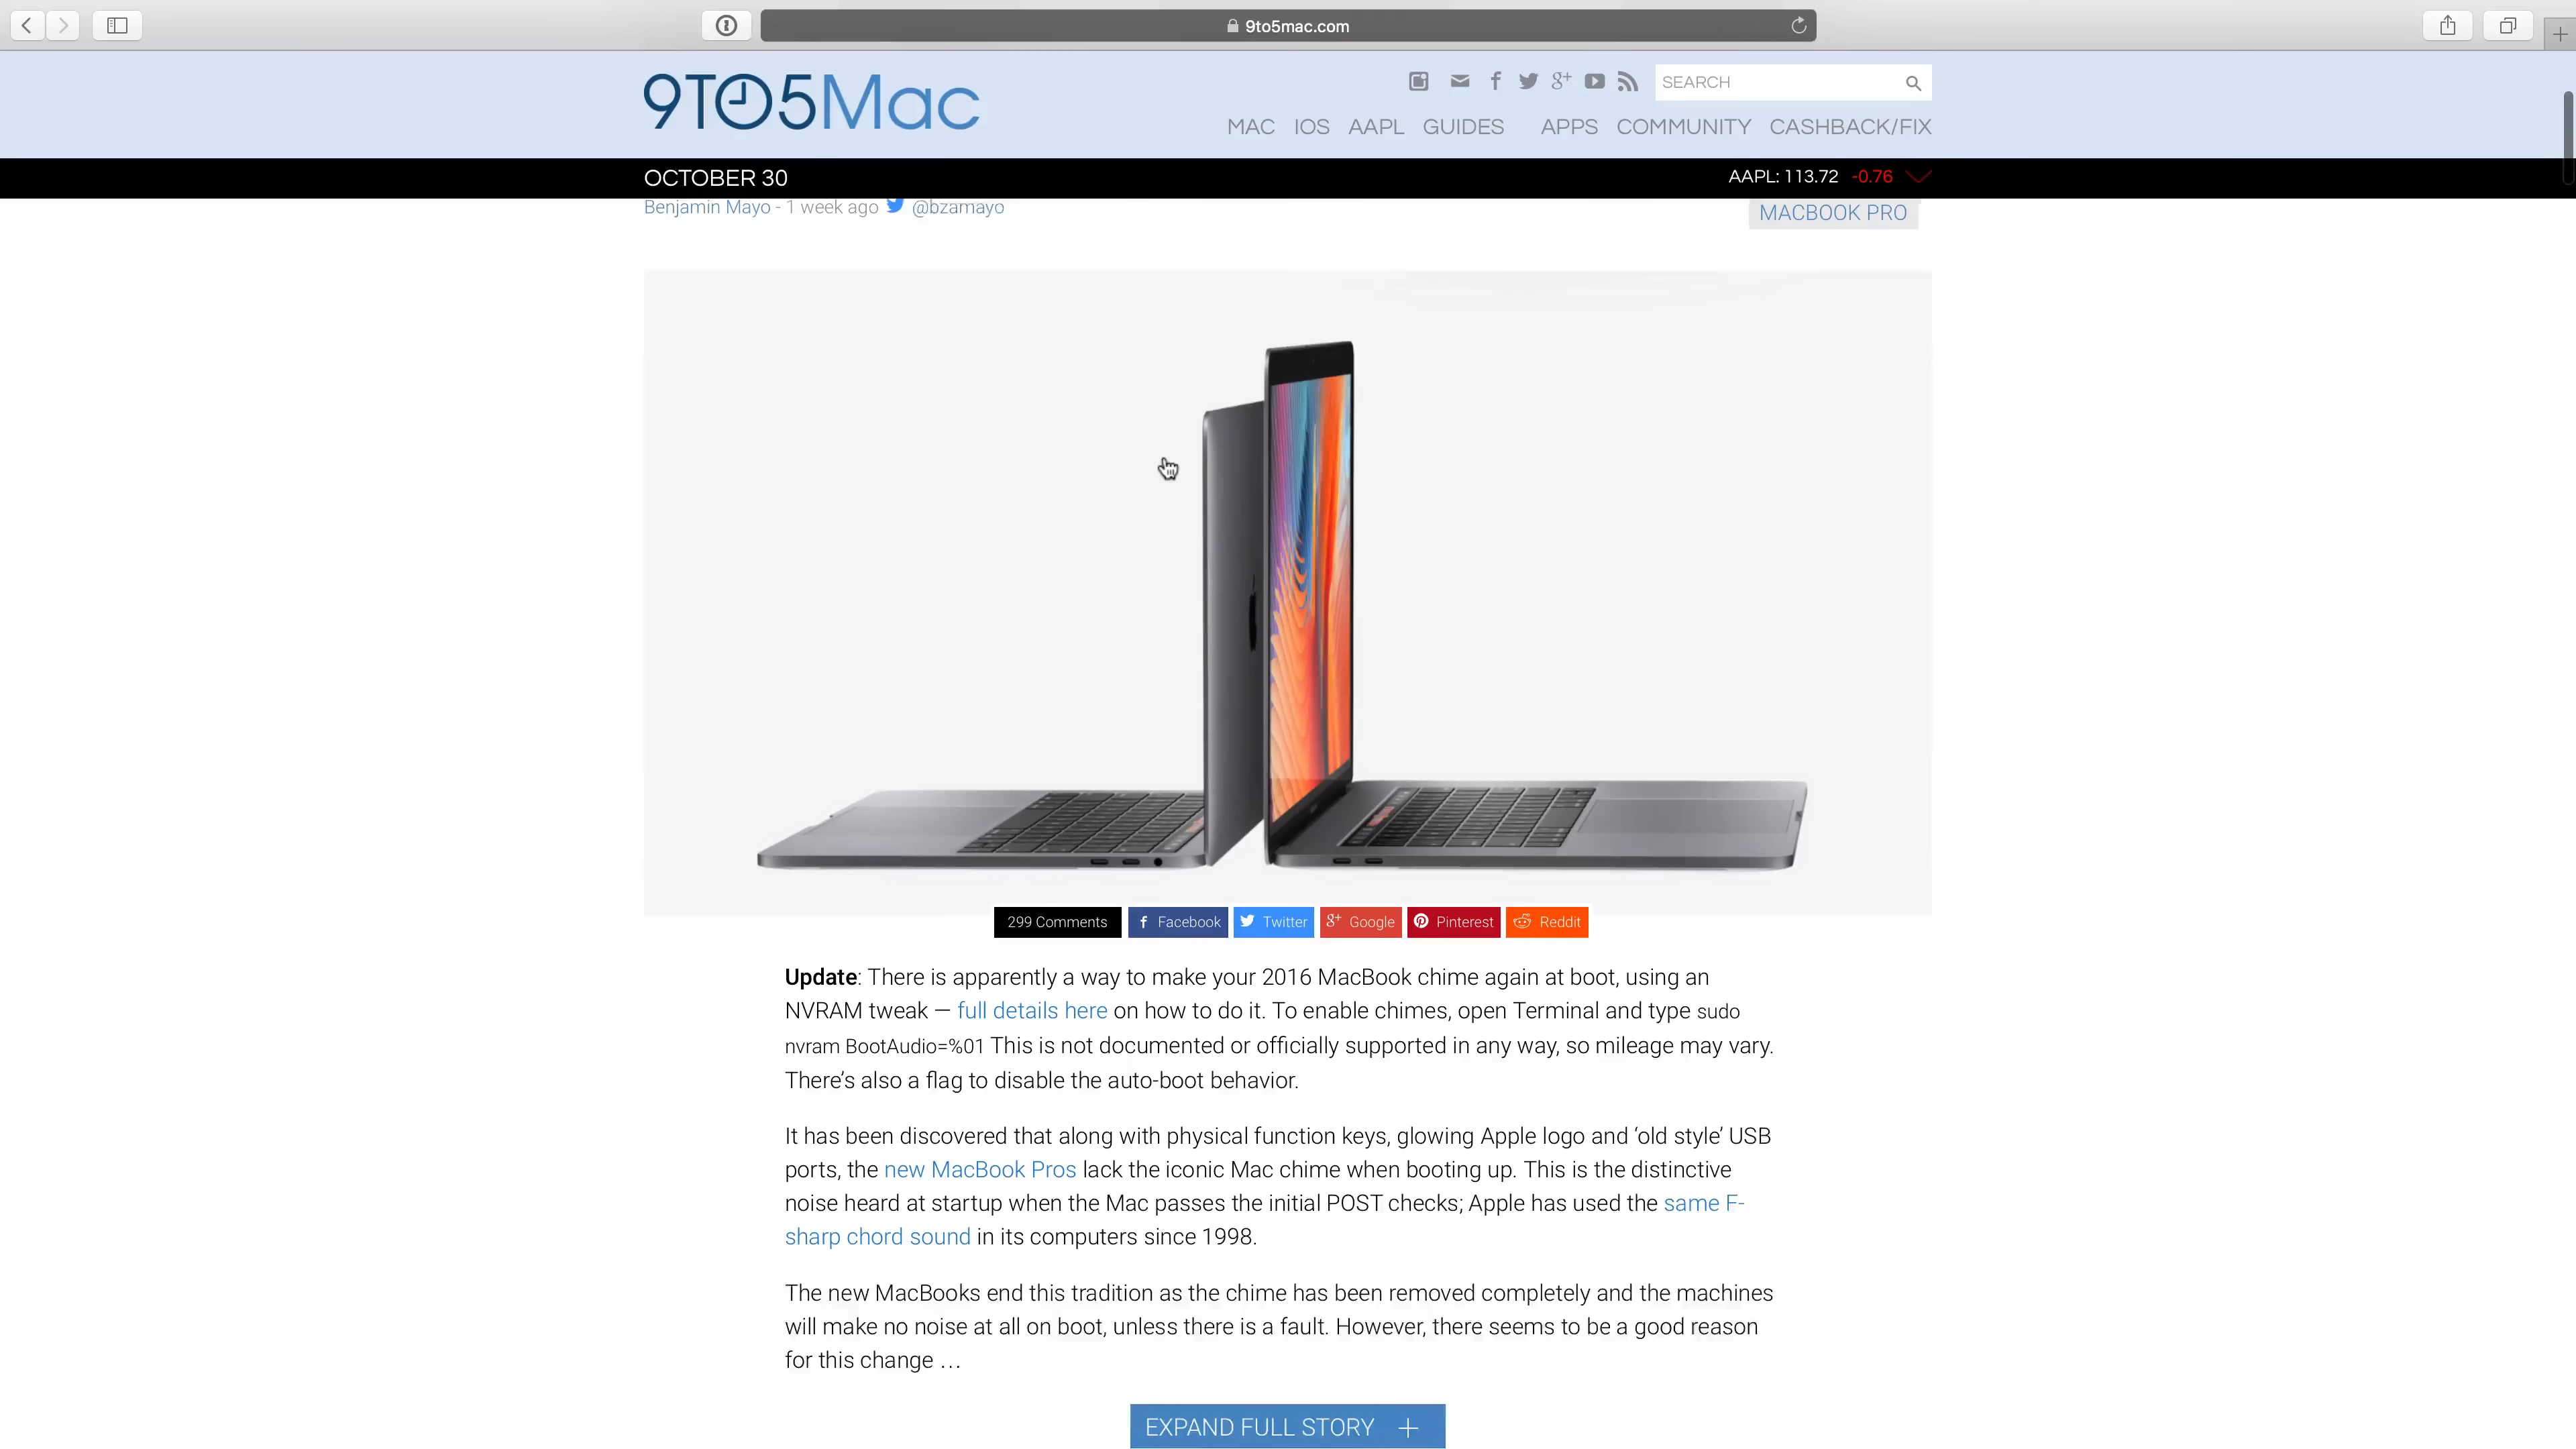 9to5mac.com
9TO5Mac
SEARCH
MAC IOS AAPL GUIDES APPS COMMUNITY CASHBACK/FIX
OCTOBER 30
AAPL: 113.72 -0.76
Benjamin Mayo - 1 week ago @bzamayo
MACBOOK PRO
299 Comments Facebook Twitter Google Pinterest Reddit
Update: There is apparently a way to make your 2016 MacBook chime again at boot, using an
NVRAM tweak — full details here on how to do it. To enable chimes, open Terminal and type sudo
nvram BootAudio=%01 This is not documented or officially supported in any way, so mileage may vary.
There’s also a flag to disable the auto-boot behavior.
It has been discovered that along with physical function keys, glowing Apple logo and ‘old style’ USB
ports, the new MacBook Pros lack the iconic Mac chime when booting up. This is the distinctive
noise heard at startup when the Mac passes the initial POST checks; Apple has used the same F-
sharp chord sound in its computers since 1998.
The new MacBooks end this tradition as the chime has been removed completely and the machines
will make no noise at all on boot, unless there is a fault. However, there seems to be a good reason
for this change …
EXPAND FULL STORY +